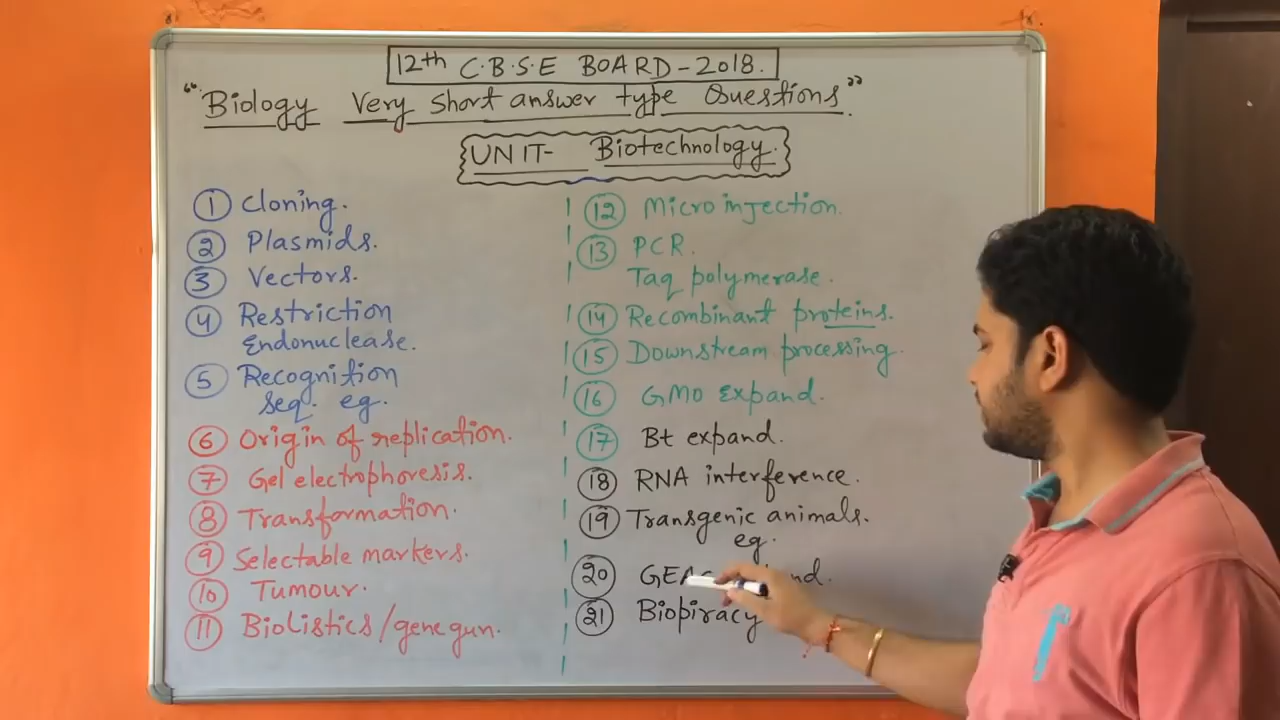 12th C.B.S.E BOARD-2018.
"Biology Very short answer type Questions".
UNIT- Biotechnology.
1 Cloning.
2 Plasmids.
3 Vectors.
4 Restriction
Endonuclease.
5 Recognition
seq. eg.
6 Origin of replication.
7 Gel electrophoresis.
8 Transformation.
9 Selectable markers.
10 Tumour.
11 Biolistics/gene gun.
12 Micro injection.
13 PCR.
Taq polymerase.
14 Recombinant proteins.
15 Downstream processing.
16 GMO Expand.
17 Bt expand.
18 RNA interference.
19 Transgenic animals.
eg.
20
21 Biopiracy